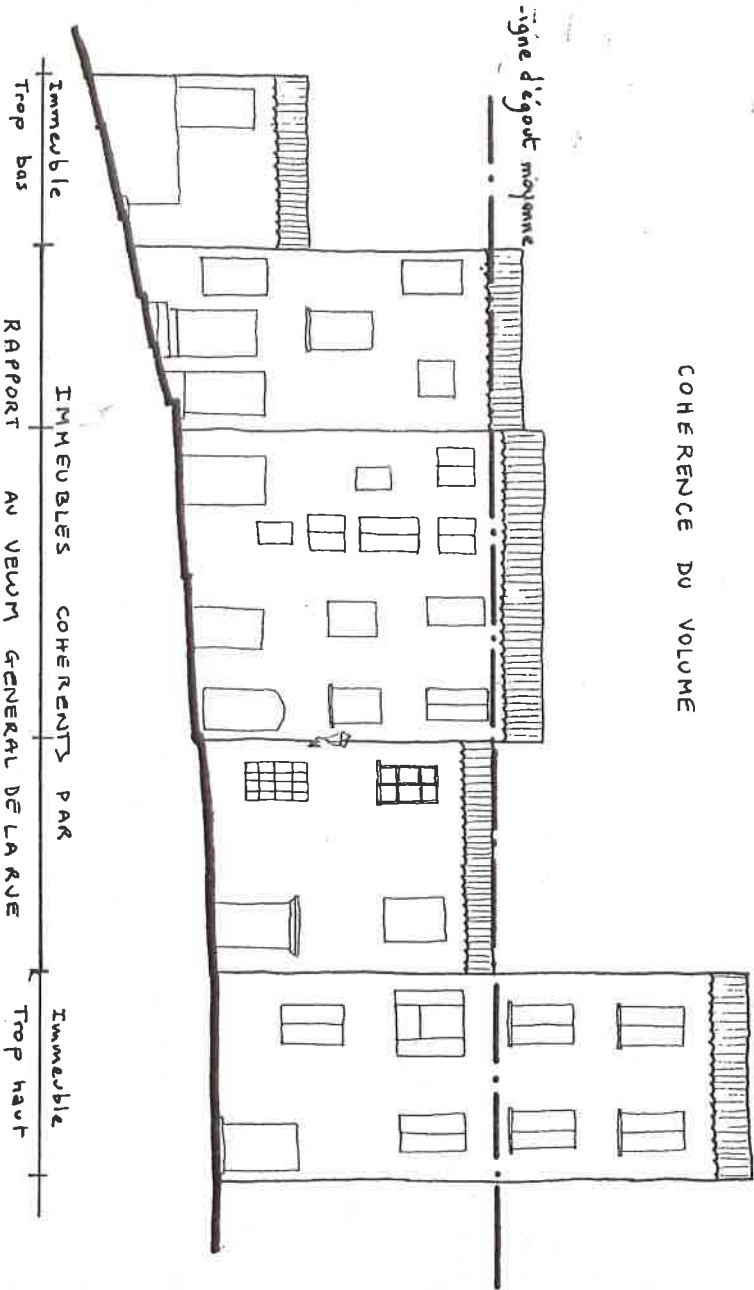 COHERENCE DU VOLUME
-igne d'égout moyenne
Immeuble
Trop bas
IMMEUBLES COHERENTS PAR
RAPPORT AU VELUM GENERAL DE LA RUE
Immeuble
Trop haut